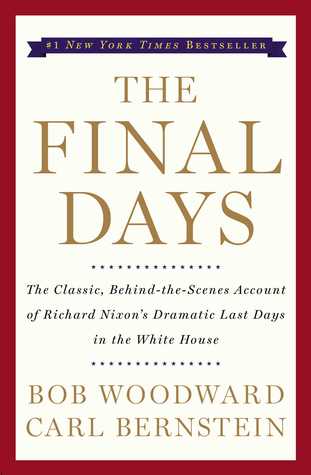 #1 New York Times Bestseller
THE
FINAL
DAYS
The Classic, Behind-the-Scenes Account
of Richard Nixon's Dramatic Last Days
in the White House
BOB WOODWARD
CARL BERNSTEIN